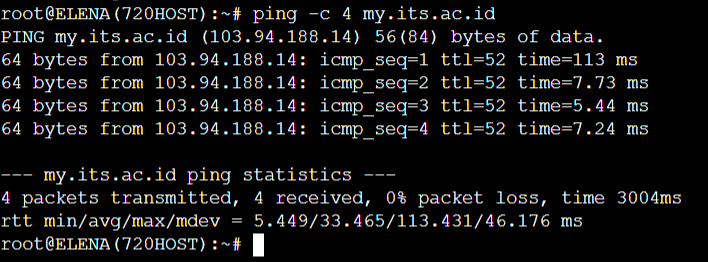 root@ELENA(720HOST):~# ping -c 4 my.its.ac.id
PING my.its.ac.id (103.94.188.14) 56(84) bytes of data.
64 bytes from 103.94.188.14: icmp_seq=1 ttl=52 time=113 ms
64 bytes from 103.94.188.14: icmp_seq=2 ttl=52 time=7.73 ms
64 bytes from 103.94.188.14: icmp_seq=3 ttl=52 time=5.44 ms
64 bytes from 103.94.188.14: icmp_seq=4 ttl=52 time=7.24 ms
--- my.its.ac.id ping statistics ---
4 packets transmitted, 4 received, 0% packet loss, time 3004ms
rtt min/avg/max/mdev = 5.449/33.465/113.431/46.176 ms
root@ELENA(720HOST):~#